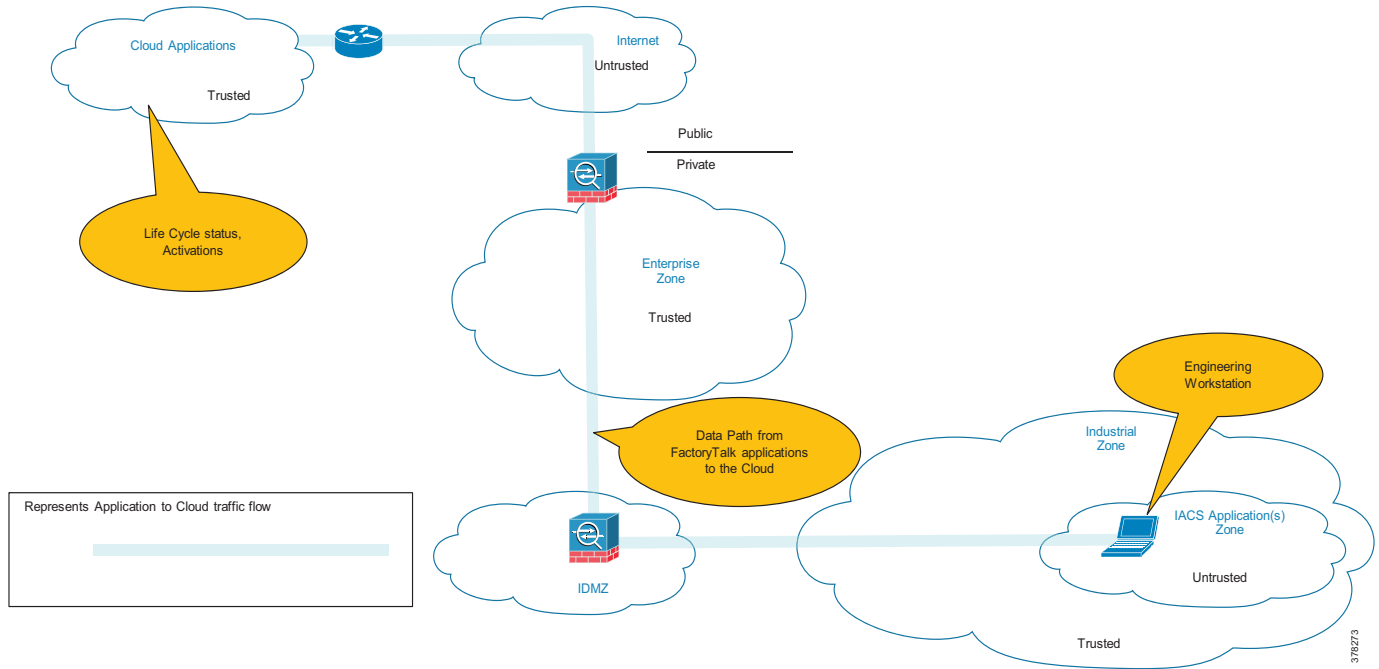 Cloud Applications
Trusted
Internet
Untrusted
Public
Private
Life Cycle status,
Activations
Enterprise
Zone
Trusted
Engineering
Workstation
Data Path from
FactoryTalk applications
to the Cloud
Industrial
Zone
Represents Application to Cloud traffic flow
IACS Application(s)
Zone
Untrusted
IDMZ
Trusted
378273